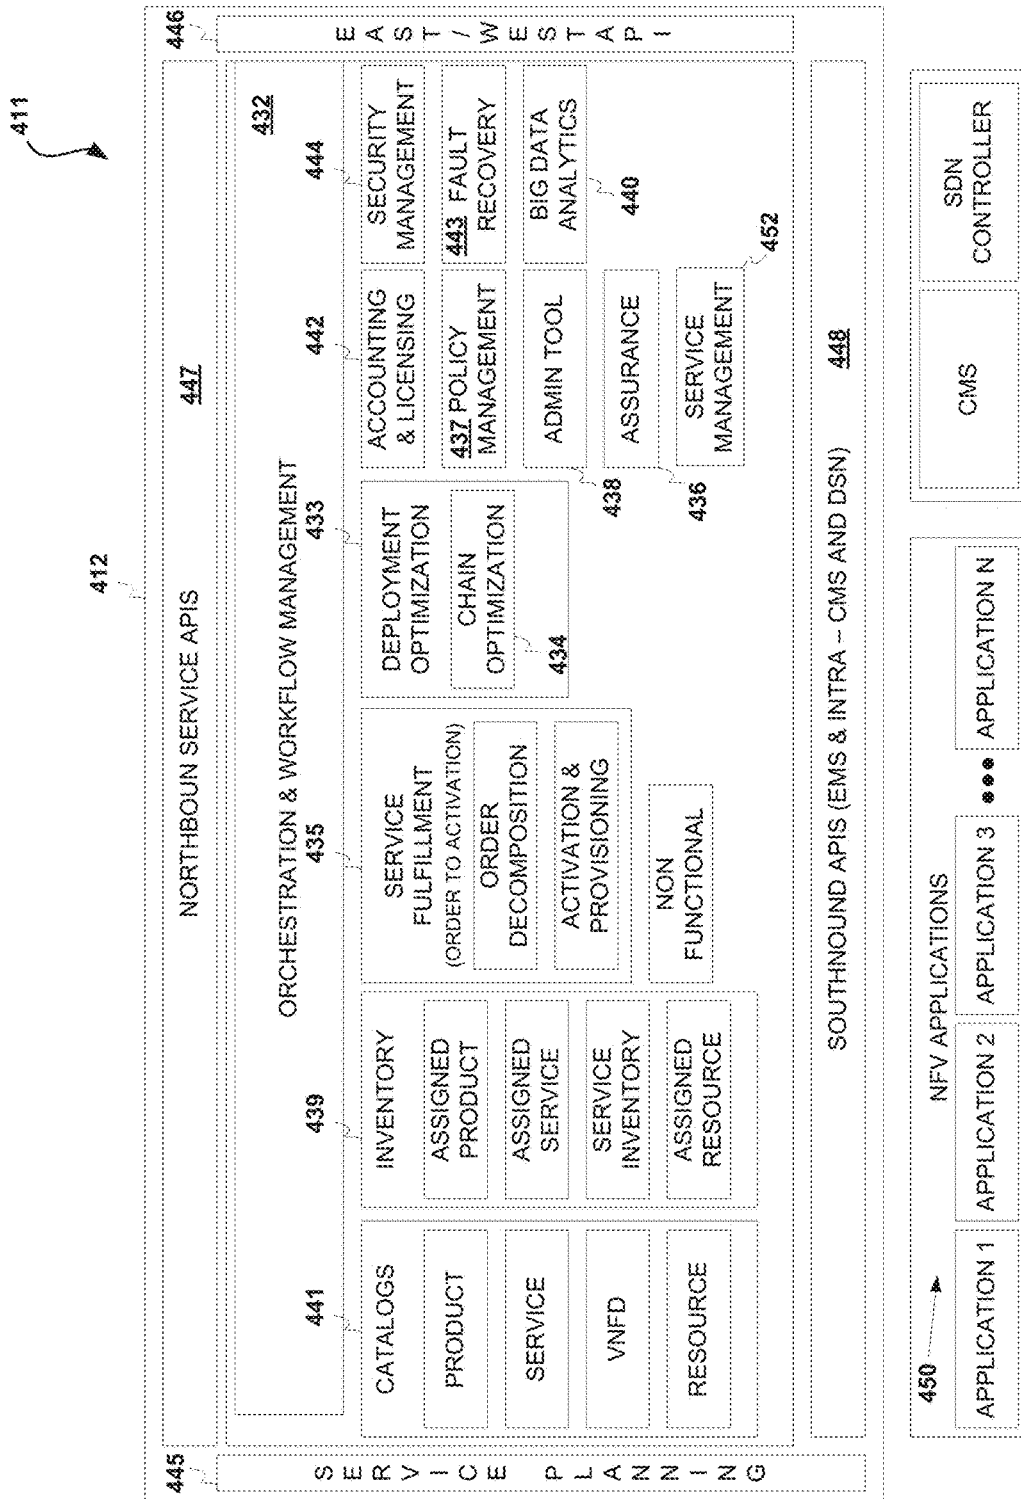 411
412
445
SERVICE PLANNING
NORTHBOUN SERVICE APIS
447
446
EAST/WEST API
ORCHESTRATION & WORKFLOW MANAGEMENT
432
441
CATALOGS
PRODUCT
SERVICE
VNFD
RESOURCE
439
INVENTORY
ASSIGNED
PRODUCT
ASSIGNED
SERVICE
SERVICE
INVENTORY
ASSIGNED
RESOURCE
435
SERVICE
FULFILLMENT
(ORDER TO ACTIVATION)
ORDER
DECOMPOSITION
ACTIVATION &
PROVISIONING
NON
FUNCTIONAL
433
DEPLOYMENT
OPTIMIZATION
CHAIN
OPTIMIZATION
434
442
ACCOUNTING
& LICENSING
437 POLICY
MANAGEMENT
ADMIN TOOL
438
ASSURANCE
436
SERVICE
MANAGEMENT
452
444
SECURITY
MANAGEMENT
443 FAULT
RECOVERY
BIG DATA
ANALYTICS
440
SOUTHNOUND APIS (EMS & INTRA – CMS AND DSN)
448
450
NFV APPLICATIONS
APPLICATION 1
APPLICATION 2
APPLICATION 3
APPLICATION N
CMS
SDN
CONTROLLER